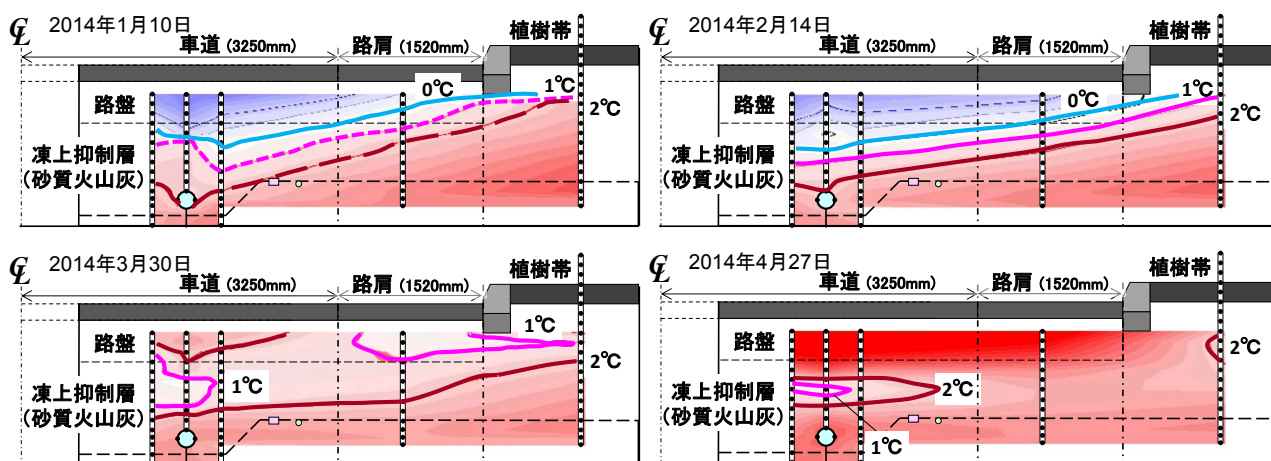 ℄ 2014年1月10日
車道 (3250mm) 路肩 (1520mm) 植樹帯
0℃ 1℃
路盤 2℃
凍上抑制層
(砂質火山灰)
℄ 2014年2月14日
車道 (3250mm) 路肩 (1520mm) 植樹帯
0℃ 1℃
路盤 2℃
凍上抑制層
(砂質火山灰)
℄ 2014年3月30日
車道 (3250mm) 路肩 (1520mm) 植樹帯
1℃
路盤 2℃
凍上抑制層 1℃
(砂質火山灰)
℄ 2014年4月27日
車道 (3250mm) 路肩 (1520mm) 植樹帯
路盤 2℃
凍上抑制層 2℃
(砂質火山灰)
1℃